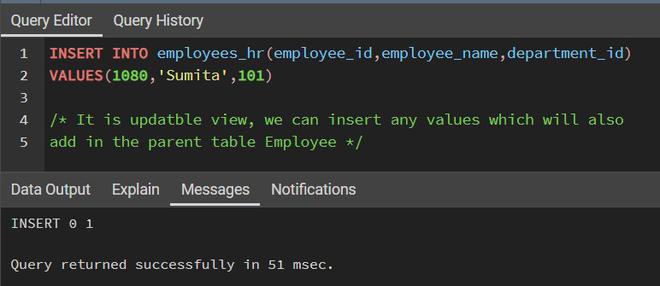 Query Editor Query History
1 INSERT INTO employees_hr(employee_id,employee_name,department_id)
2 VALUES(1080,'Sumita',101)
3
4 /* It is updatble view, we can insert any values which will also
5 add in the parent table Employee */
Data Output Explain Messages Notifications
INSERT 0 1
Query returned successfully in 51 msec.